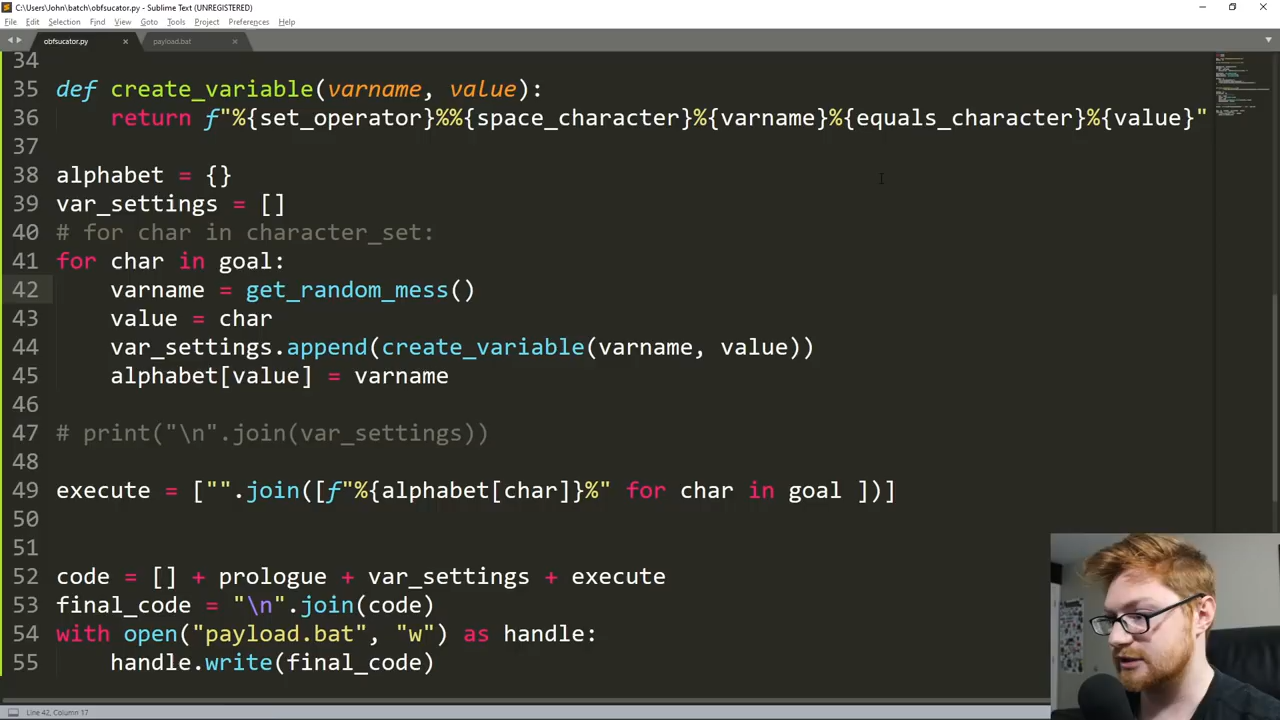 C:\Users\John\batch\obfsucator.py - Sublime Text (UNREGISTERED)
File Edit Selection Find View Goto Tools Project Preferences Help
obfsucator.py payload.bat
34
35 def create_variable(varname, value):
36     return f"%{set_operator}%%{space_character}%{varname}%{equals_character}%{value}"
37
38 alphabet = {}
39 var_settings = []
40 # for char in character_set:
41 for char in goal:
42     varname = get_random_mess()
43     value = char
44     var_settings.append(create_variable(varname, value))
45     alphabet[value] = varname
46
47 # print("\n".join(var_settings))
48
49 execute = ["".join([f"%{alphabet[char]}%" for char in goal ])]
50
51
52 code = [] + prologue + var_settings + execute
53 final_code = "\n".join(code)
54 with open("payload.bat", "w") as handle:
55     handle.write(final_code)
Line 42, Column 17